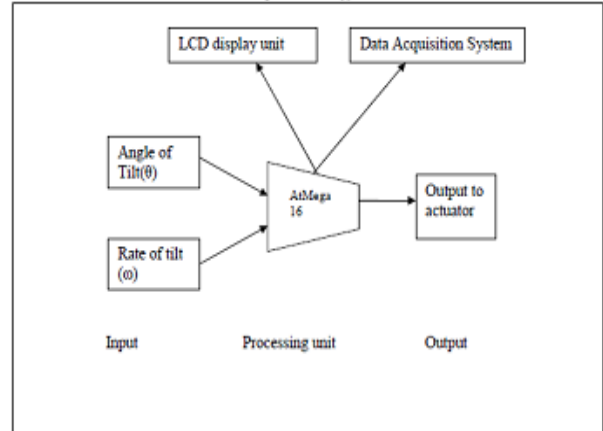 LCD display unit
Data Acquisition System
Angle of
Tilt(θ)
AtMega
16
Output to
actuator
Rate of tilt
(ω)
Input
Processing unit
Output